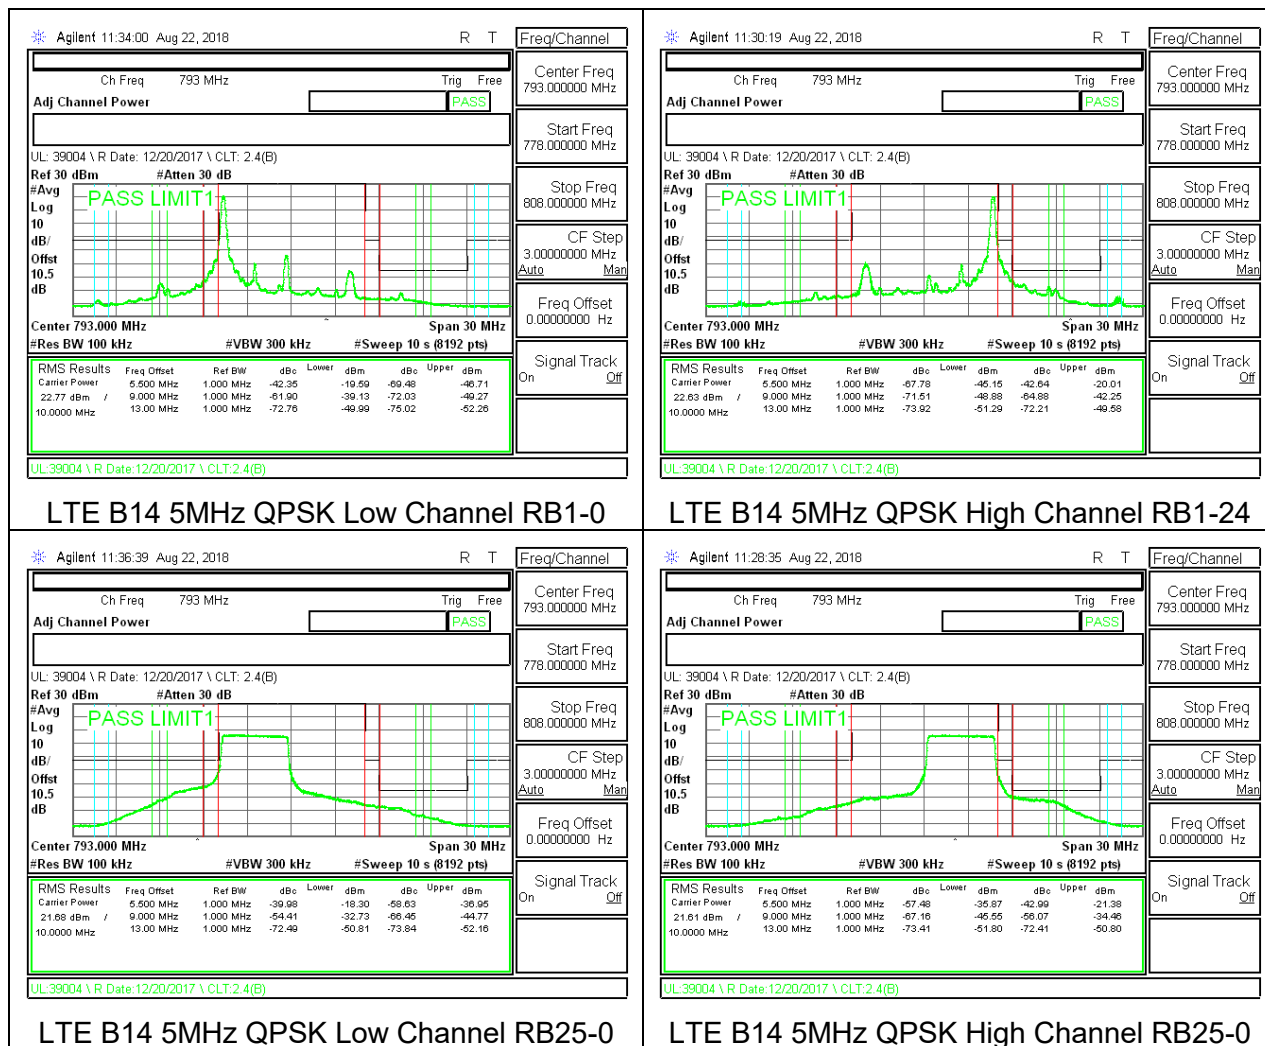 Agilent 11:34:00 Aug 22, 2018 R T Freq/Channel
Ch Freq 793 MHz Trig Free
Adj Channel Power PASS
Center Freq
793.000000 MHz
Start Freq
778.000000 MHz
UL: 39004 \ R Date: 12/20/2017 \ CLT: 2.4(B)
Ref 30 dBm #Atten 30 dB
#Avg
Log
10
dB/
Offst
10.5
dB
PASS LIMIT1
Stop Freq
808.000000 MHz
CF Step
3.00000000 MHz
Auto Man
Freq Offset
0.00000000 Hz
Center 793.000 MHz Span 30 MHz
#Res BW 100 kHz #VBW 300 kHz #Sweep 10 s (8192 pts)
Signal Track
On Off
RMS Results Freq Offset Ref BW dBc Lower dBm dBc Upper dBm
Carrier Power 5.500 MHz 1.000 MHz -42.35 -19.59 -69.48 -46.71
22.77 dBm / 9.000 MHz 1.000 MHz -61.90 -39.13 -72.03 -49.27
10.0000 MHz 13.00 MHz 1.000 MHz -72.76 -49.99 -75.02 -52.26
UL:39004 \ R Date:12/20/2017 \ CLT:2.4(B)
LTE B14 5MHz QPSK Low Channel RB1-0
Agilent 11:30:19 Aug 22, 2018 R T Freq/Channel
Ch Freq 793 MHz Trig Free
Adj Channel Power PASS
Center Freq
793.000000 MHz
Start Freq
778.000000 MHz
UL: 39004 \ R Date: 12/20/2017 \ CLT: 2.4(B)
Ref 30 dBm #Atten 30 dB
#Avg
Log
10
dB/
Offst
10.5
dB
PASS LIMIT1
Stop Freq
808.000000 MHz
CF Step
3.00000000 MHz
Auto Man
Freq Offset
0.00000000 Hz
Center 793.000 MHz Span 30 MHz
#Res BW 100 kHz #VBW 300 kHz #Sweep 10 s (8192 pts)
Signal Track
On Off
RMS Results Freq Offset Ref BW dBc Lower dBm dBc Upper dBm
Carrier Power 5.500 MHz 1.000 MHz -67.78 -45.15 -42.64 -20.01
22.63 dBm / 9.000 MHz 1.000 MHz -71.51 -48.88 -64.88 -42.25
10.0000 MHz 13.00 MHz 1.000 MHz -73.92 -51.29 -72.21 -49.58
UL:39004 \ R Date:12/20/2017 \ CLT:2.4(B)
LTE B14 5MHz QPSK High Channel RB1-24
Agilent 11:36:39 Aug 22, 2018 R T Freq/Channel
Ch Freq 793 MHz Trig Free
Adj Channel Power PASS
Center Freq
793.000000 MHz
Start Freq
778.000000 MHz
UL: 39004 \ R Date: 12/20/2017 \ CLT: 2.4(B)
Ref 30 dBm #Atten 30 dB
#Avg
Log
10
dB/
Offst
10.5
dB
PASS LIMIT1
Stop Freq
808.000000 MHz
CF Step
3.00000000 MHz
Auto Man
Freq Offset
0.00000000 Hz
Center 793.000 MHz Span 30 MHz
#Res BW 100 kHz #VBW 300 kHz #Sweep 10 s (8192 pts)
Signal Track
On Off
RMS Results Freq Offset Ref BW dBc Lower dBm dBc Upper dBm
Carrier Power 5.500 MHz 1.000 MHz -39.98 -18.30 -58.63 -36.95
21.68 dBm / 9.000 MHz 1.000 MHz -54.41 -32.73 -66.45 -44.77
10.0000 MHz 13.00 MHz 1.000 MHz -72.49 -50.81 -73.84 -52.16
UL:39004 \ R Date:12/20/2017 \ CLT:2.4(B)
LTE B14 5MHz QPSK Low Channel RB25-0
Agilent 11:28:35 Aug 22, 2018 R T Freq/Channel
Ch Freq 793 MHz Trig Free
Adj Channel Power PASS
Center Freq
793.000000 MHz
Start Freq
778.000000 MHz
UL: 39004 \ R Date: 12/20/2017 \ CLT: 2.4(B)
Ref 30 dBm #Atten 30 dB
#Avg
Log
10
dB/
Offst
10.5
dB
PASS LIMIT1
Stop Freq
808.000000 MHz
CF Step
3.00000000 MHz
Auto Man
Freq Offset
0.00000000 Hz
Center 793.000 MHz Span 30 MHz
#Res BW 100 kHz #VBW 300 kHz #Sweep 10 s (8192 pts)
Signal Track
On Off
RMS Results Freq Offset Ref BW dBc Lower dBm dBc Upper dBm
Carrier Power 5.500 MHz 1.000 MHz -57.48 -35.87 -42.99 -21.38
21.61 dBm / 9.000 MHz 1.000 MHz -67.16 -45.55 -56.07 -34.46
10.0000 MHz 13.00 MHz 1.000 MHz -73.41 -51.80 -72.41 -50.80
UL:39004 \ R Date:12/20/2017 \ CLT:2.4(B)
LTE B14 5MHz QPSK High Channel RB25-0